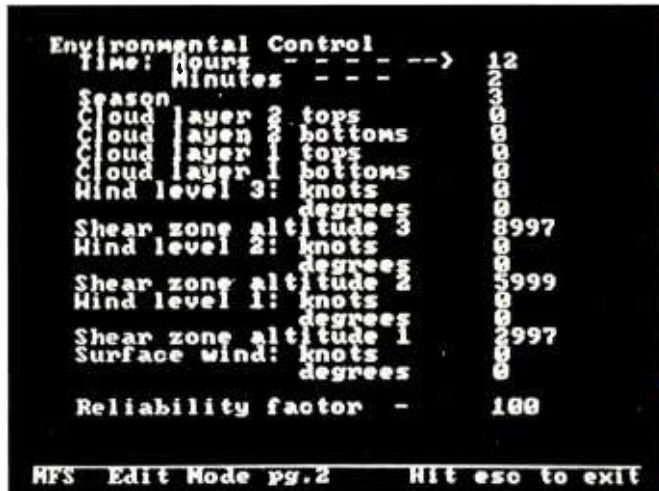 Environmental Control
Time: Hours - - - - --> 12
Minutes - - - 2
Season 3
Cloud layer 2 tops 0
Cloud layer 2 bottoms 0
Cloud layer 1 tops 0
Cloud layer 1 bottoms 0
Wind level 3: knots 0
degrees 0
Shear zone altitude 3 8997
Wind level 2: knots 0
degrees 0
Shear zone altitude 2 5999
Wind level 1: knots 0
degrees 0
Shear zone altitude 1 2997
Surface wind: knots 0
degrees 0
Reliability factor - 100
MFS Edit Mode pg.2 Hit esc to exit